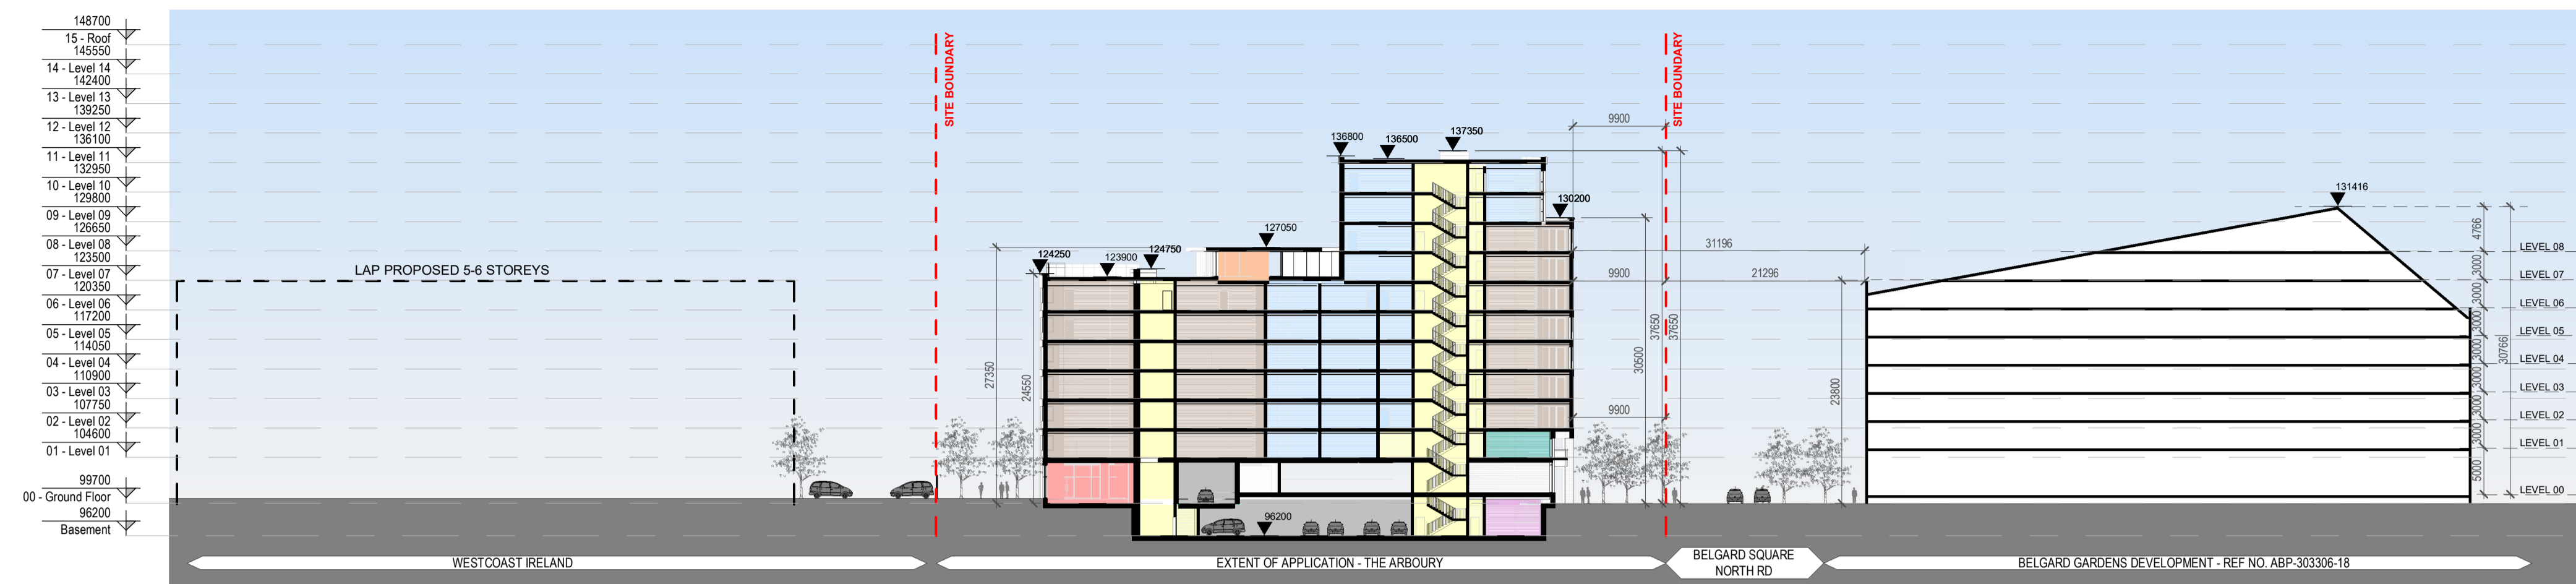 148700
15 - Roof
145550
14 - Level 14
142400
13 - Level 13
139250
12 - Level 12
136100
11 - Level 11
132950
10 - Level 10
129800
09 - Level 09
126650
08 - Level 08
123500
07 - Level 07
120350
06 - Level 06
117200
05 - Level 05
114050
04 - Level 04
110900
03 - Level 03
107750
02 - Level 02
104600
01 - Level 01
99700
00 - Ground Floor
96200
Basement
LAP PROPOSED 5-6 STOREYS
SITE BOUNDARY
27350
24550
124250
123900
124750
127050
136800
136500
137350
130200
96200
9900
9900
9900
30500
37650
SITE BOUNDARY
37650
31196
21296
23800
131416
4766
3000
3000
3000
3000
3000
3000
3000
5000
30766
LEVEL 08
LEVEL 07
LEVEL 06
LEVEL 05
LEVEL 04
LEVEL 03
LEVEL 02
LEVEL 01
LEVEL 00
WESTCOAST IRELAND
EXTENT OF APPLICATION - THE ARBOURY
BELGARD SQUARE
NORTH RD
BELGARD GARDENS DEVELOPMENT - REF NO. ABP-303306-18